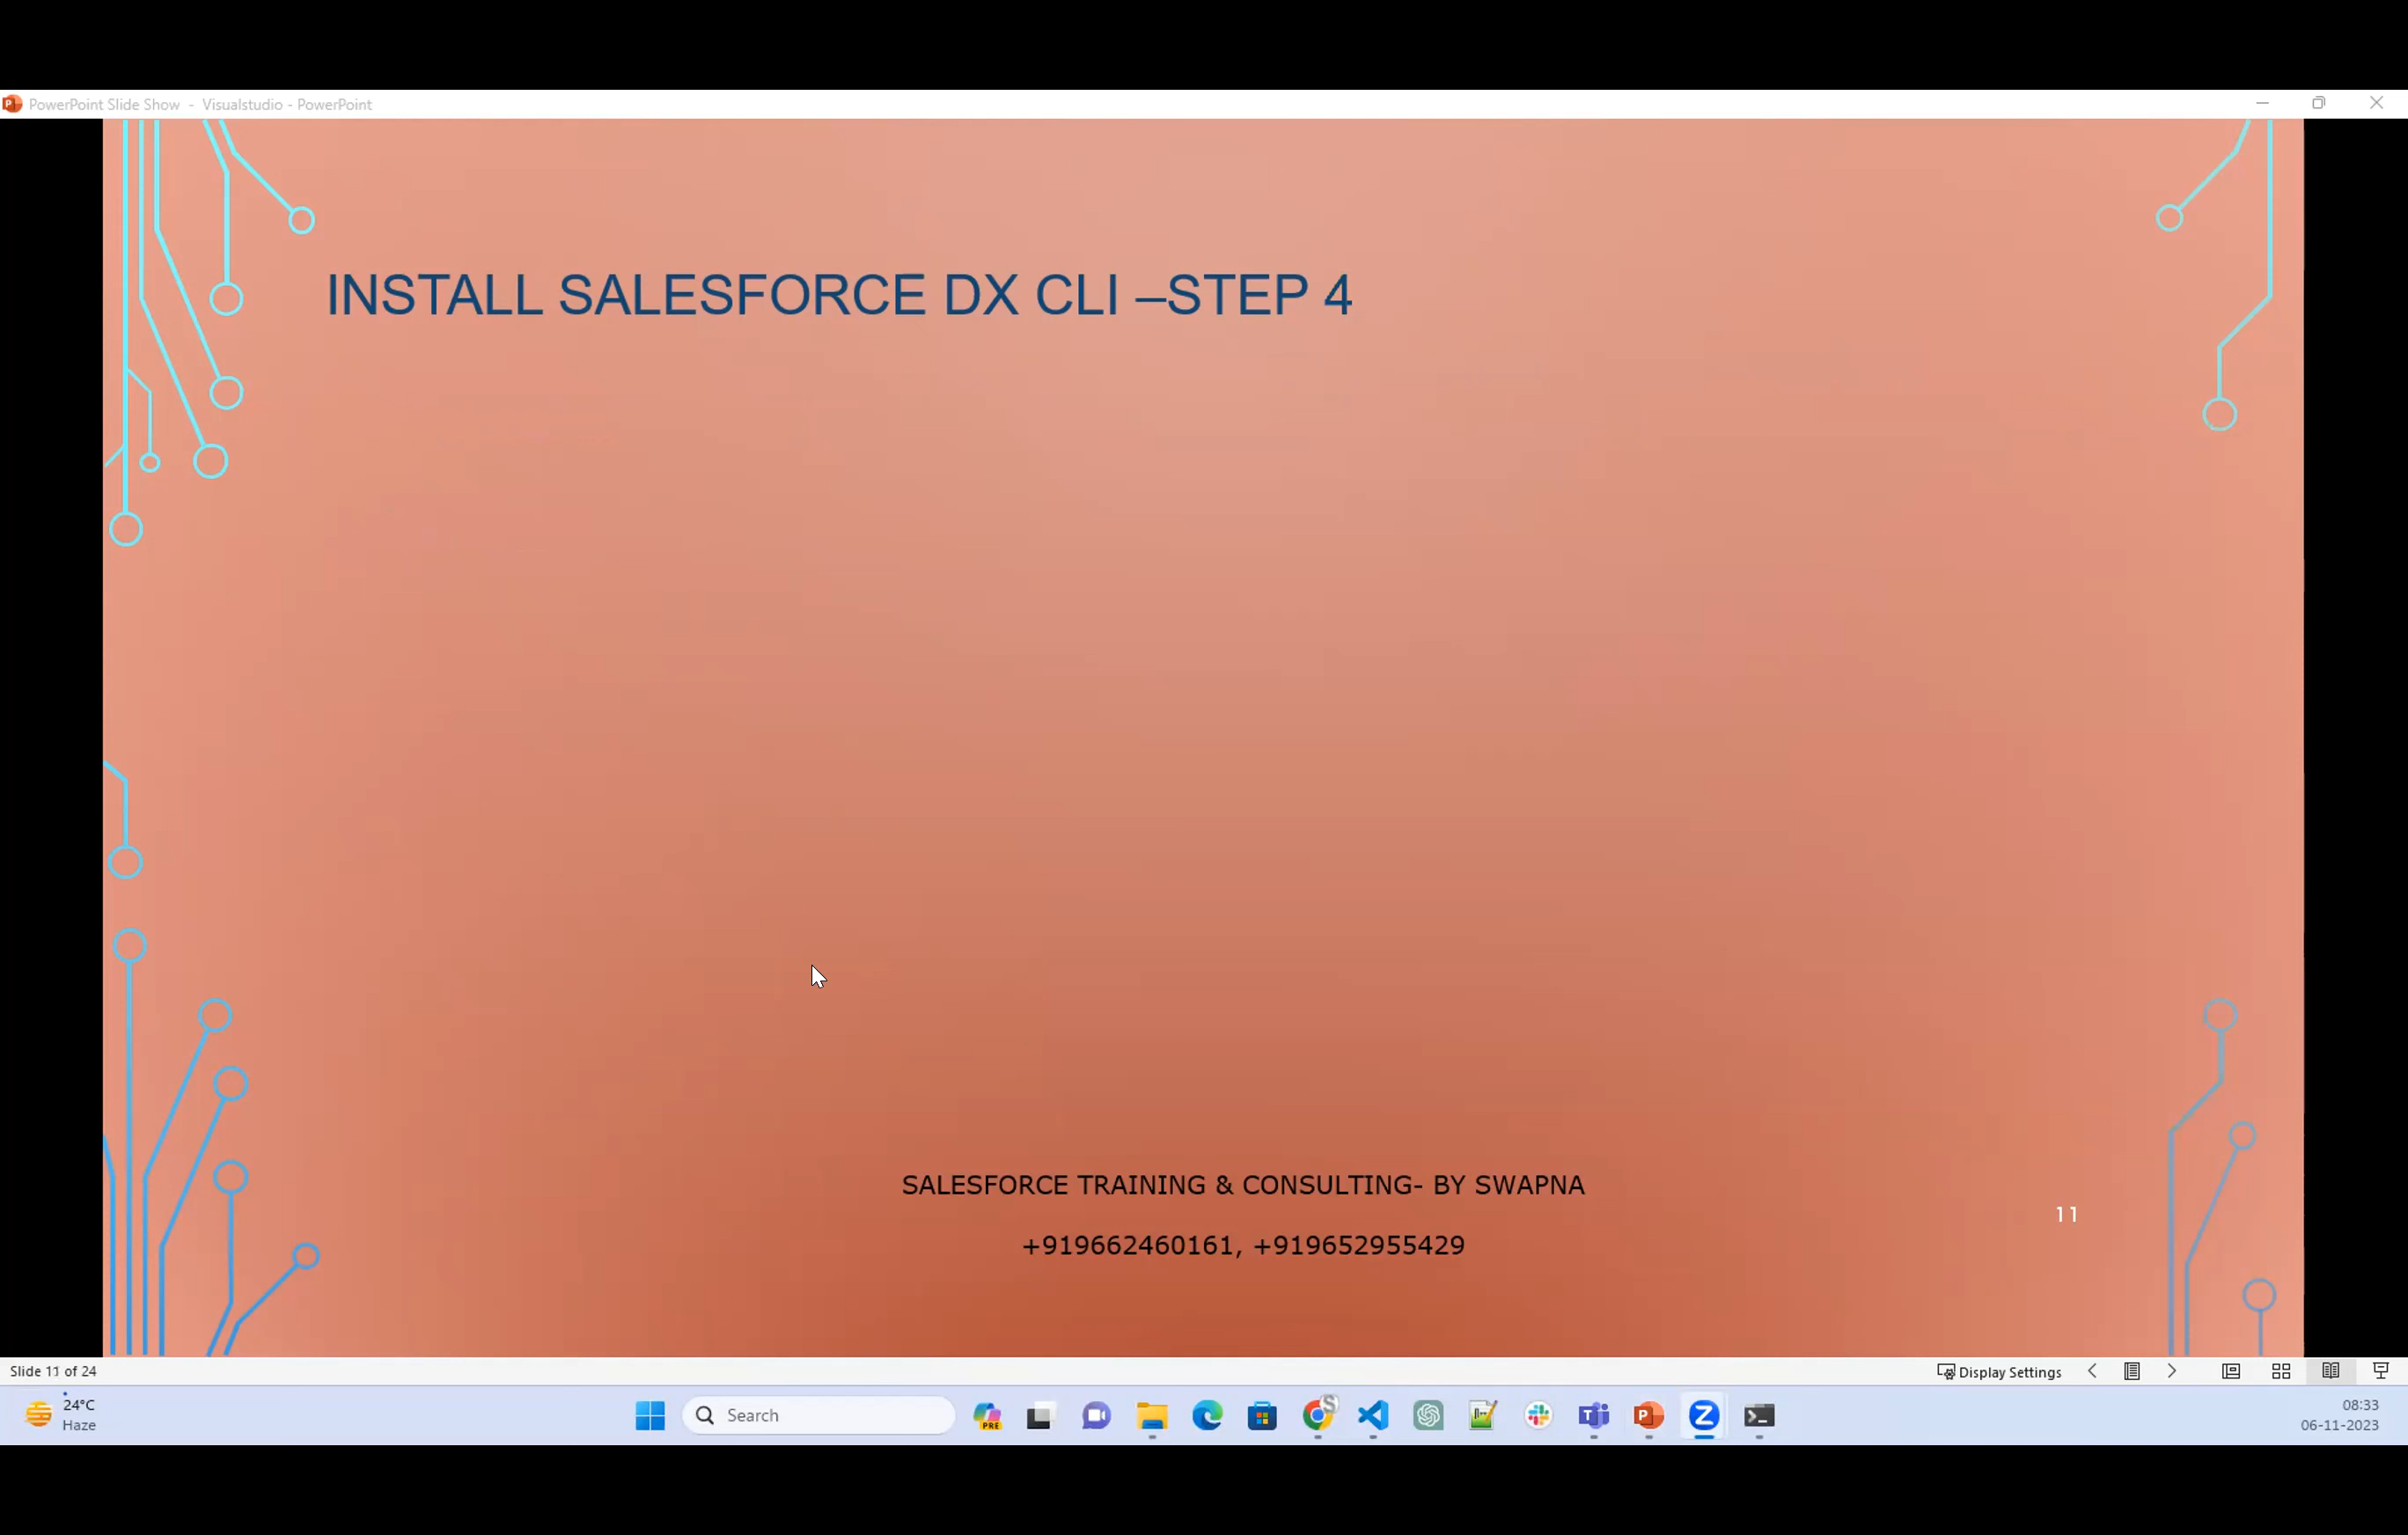 PowerPoint Slide Show - Visualstudio - PowerPoint
INSTALL SALESFORCE DX CLI –STEP 4
SALESFORCE TRAINING & CONSULTING- BY SWAPNA
+919662460161, +919652955429
11
Slide 11 of 24
Display Settings
24°C
Haze
Search
PRE
08:33
06-11-2023